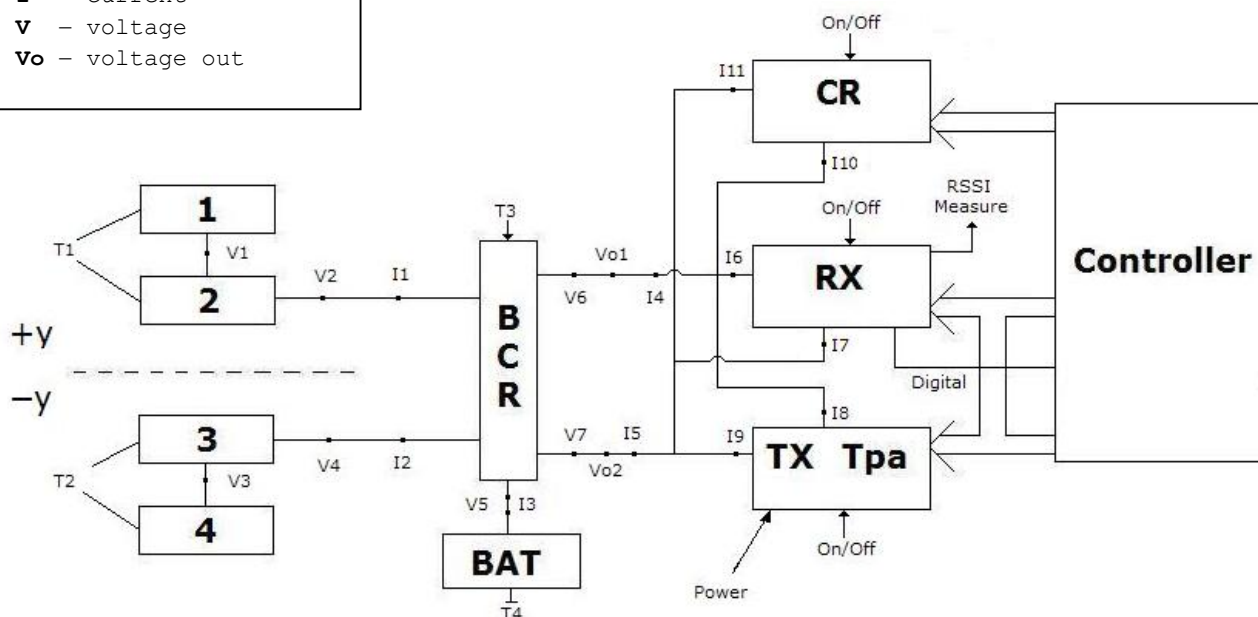 V – voltage
Vo – voltage out
On/Off
I11
CR
I10
1
T1
V1
2
V2
I1
+y
–y
3
T2
V3
4
V4
I2
T3
BCR
V5
I3
BAT
T4
Vo1
V6
I4
I6
On/Off
RX
RSSI
Measure
I7
Digital
I8
V7
I5
Vo2
I9
TX Tpa
On/Off
Power
Controller